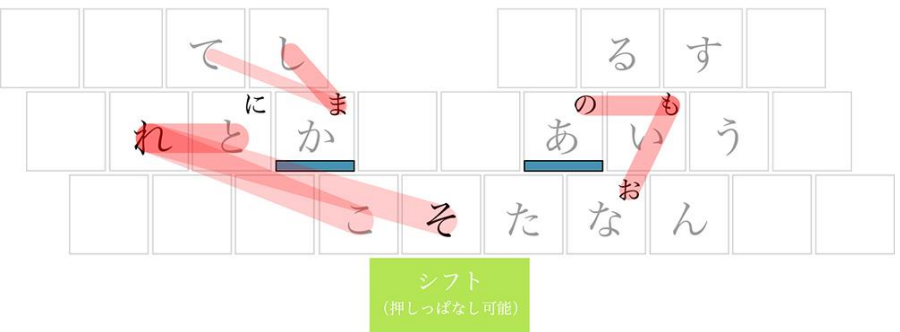 て し る す
に ま の も
れ と か あ い う
お
こ そ た な ん
シフト
（押しっぱなし可能）